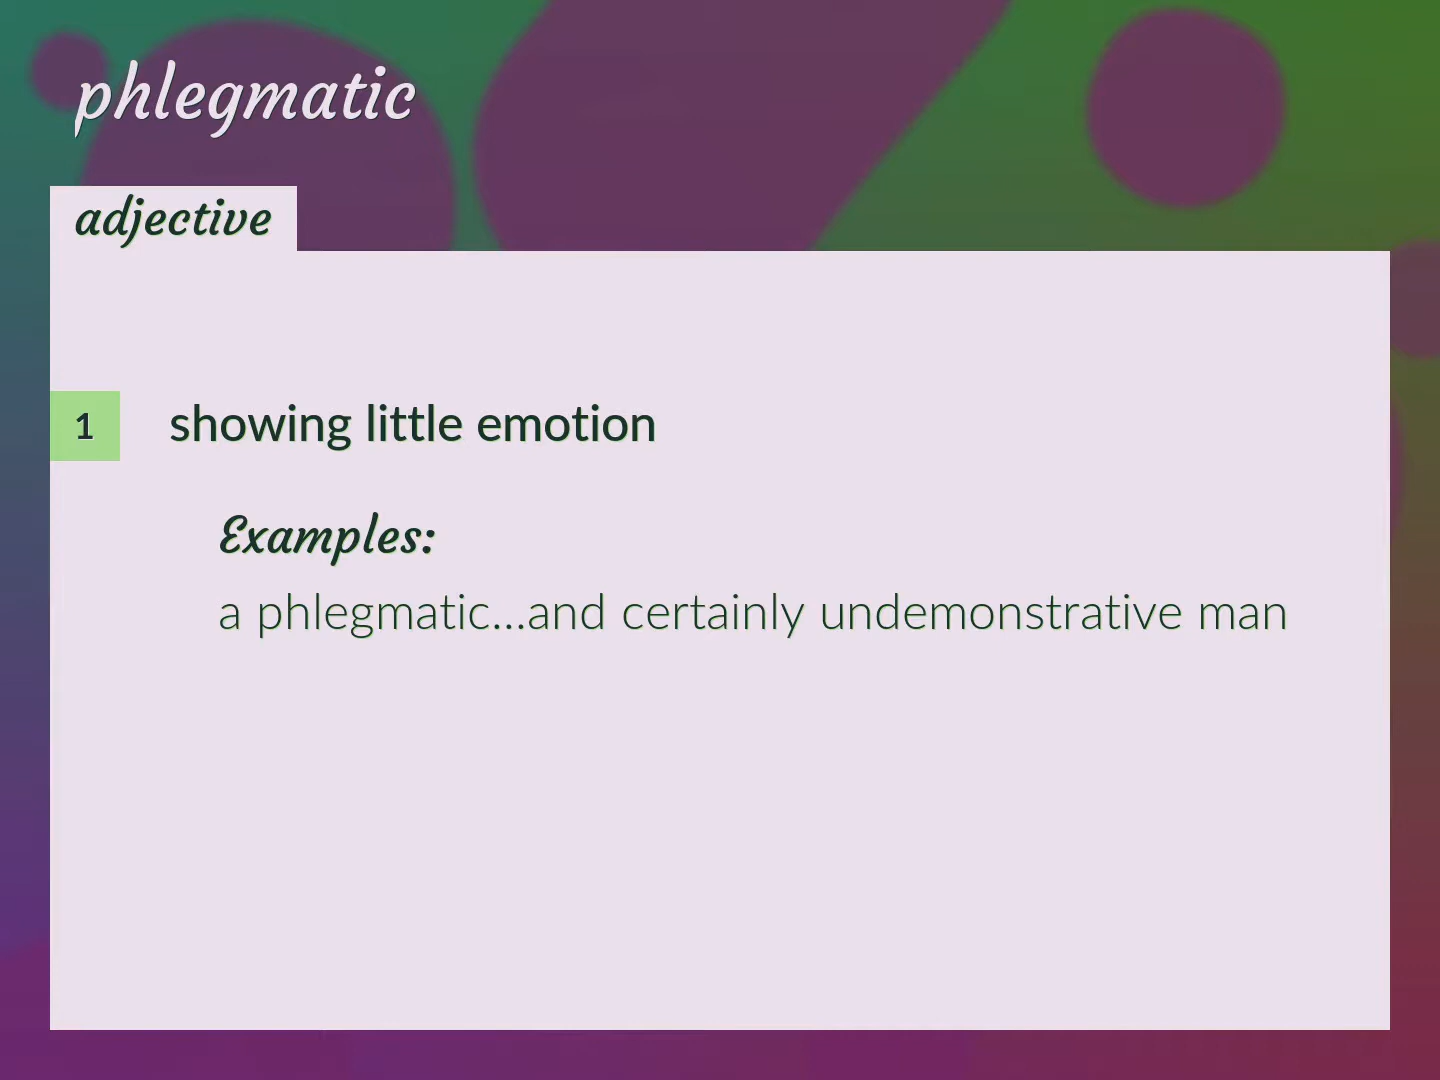 phlegmatic
adjective
1 showing little emotion
Examples:
a phlegmatic...and certainly undemonstrative man